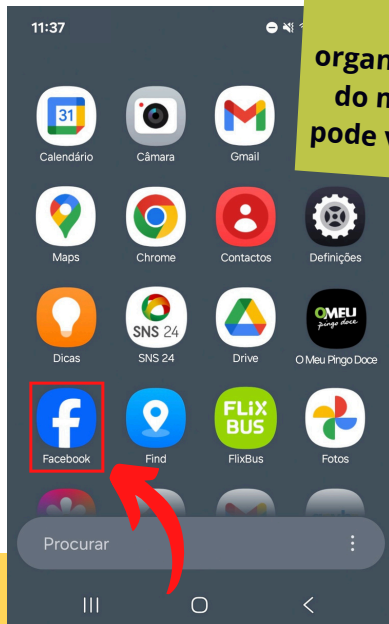 11:37
organ
do m
pode v
31
Calendário Câmara Gmail
Maps Chrome Contactos Definições
SNS 24
OMEU
pingo doce
Dicas SNS 24 Drive O Meu Pingo Doce
FLiX
BUS
Facebook Find FlixBus Fotos
Procurar